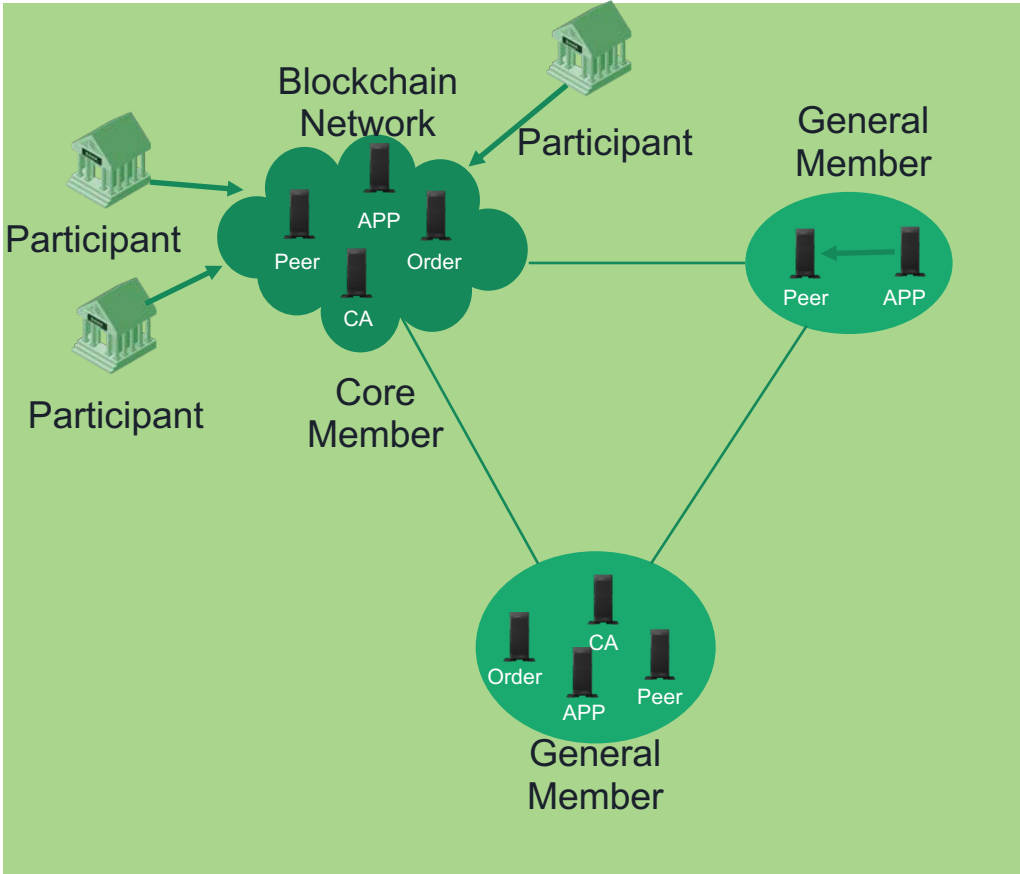 Blockchain
Network
Participant
General
Member
Participant
APP
Peer
Order
CA
Peer
APP
Participant
Core
Member
CA
Order
APP
Peer
General
Member